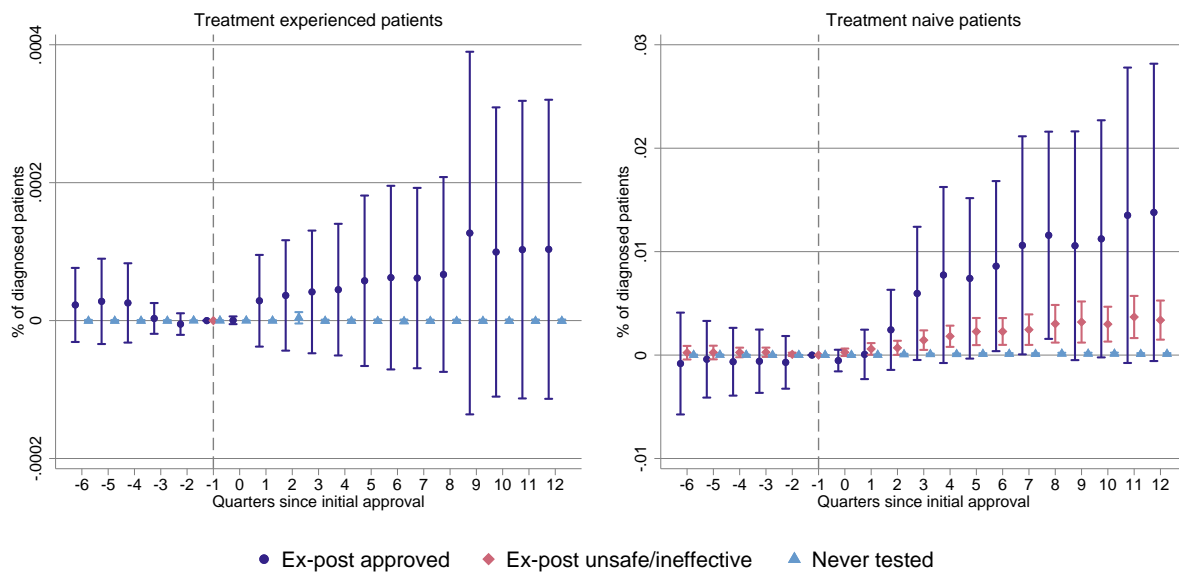 Treatment experienced patients
Treatment naive patients
% of diagnosed patients
.0004
.0002
0
-.0002
-6 -5 -4 -3 -2 -1 0 1 2 3 4 5 6 7 8 9 10 11 12
Quarters since initial approval
% of diagnosed patients
.03
.02
.01
0
-.01
-6 -5 -4 -3 -2 -1 0 1 2 3 4 5 6 7 8 9 10 11 12
Quarters since initial approval
Ex-post approved Ex-post unsafe/ineffective Never tested